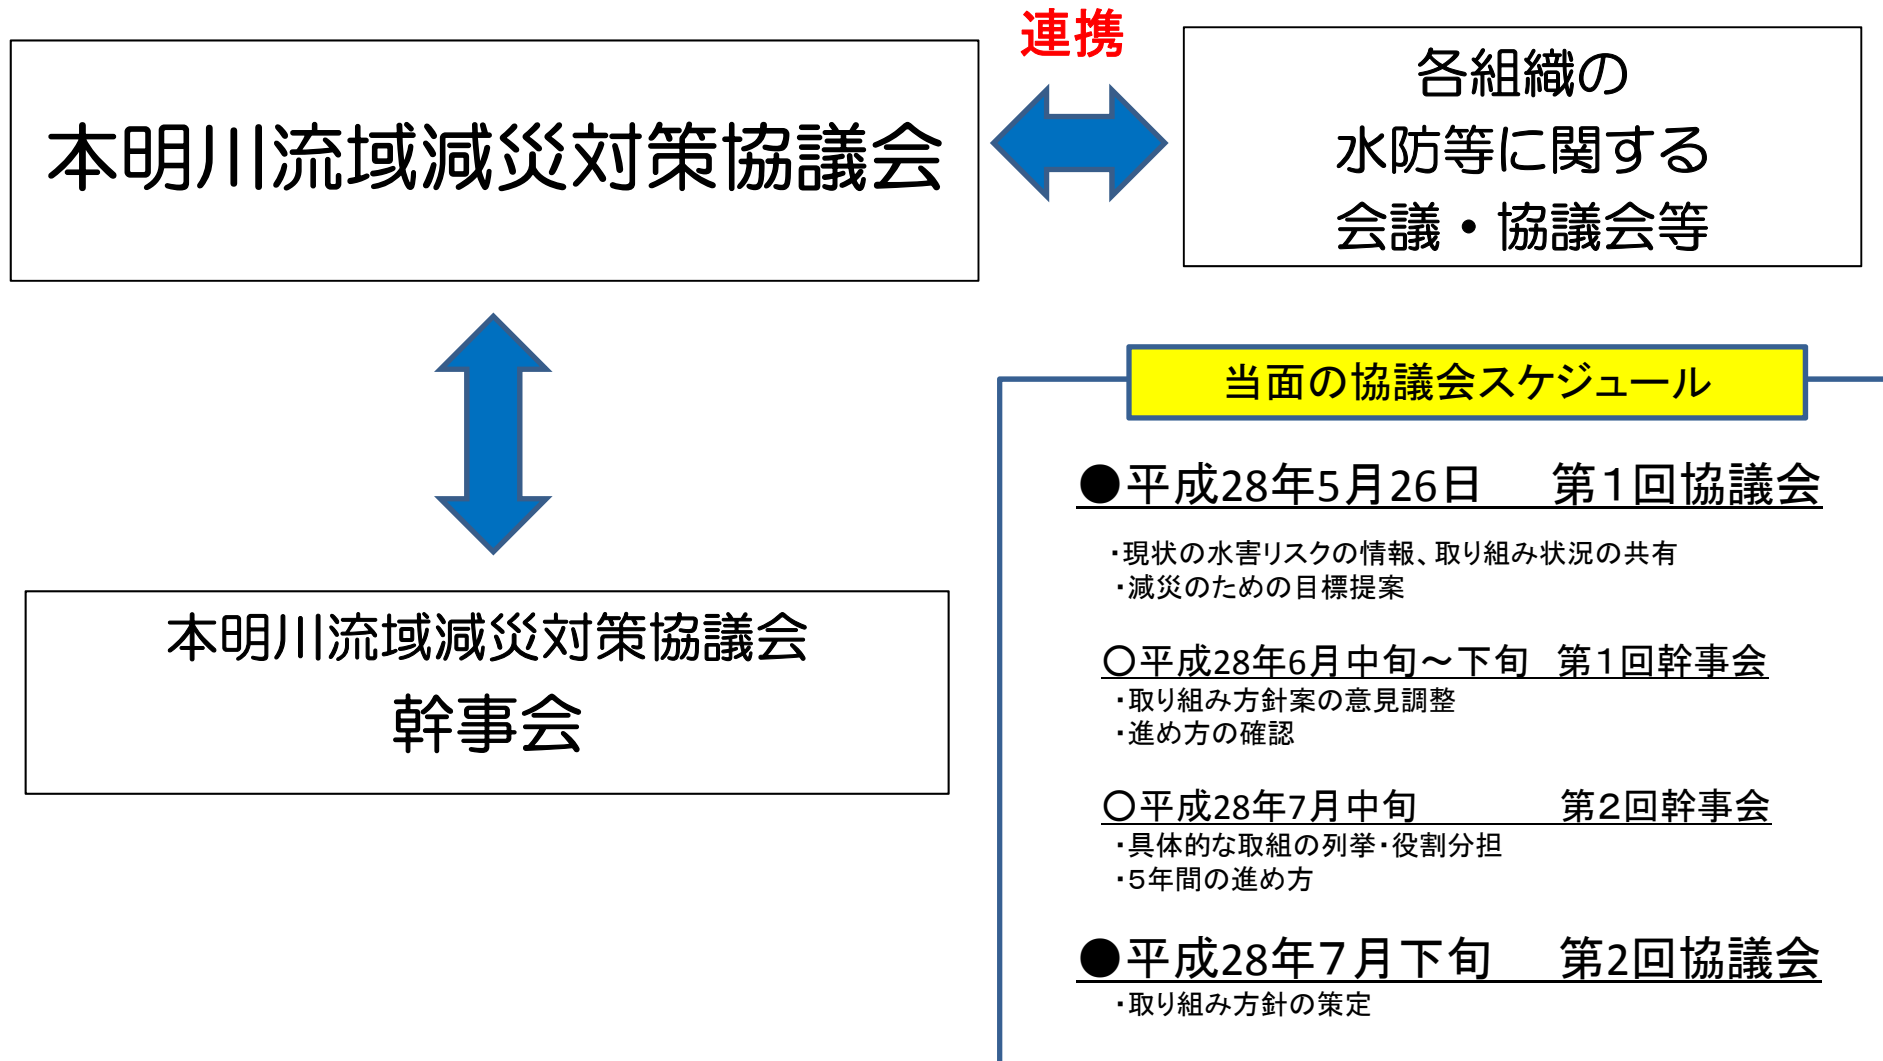 連携
本明川流域減災対策協議会
各組織の
水防等に関する
会議・協議会等
本明川流域減災対策協議会
幹事会
当面の協議会スケジュール
●平成28年5月26日　第１回協議会
・現状の水害リスクの情報、取り組み状況の共有
・減災のための目標提案
○平成28年6月中旬～下旬　第１回幹事会
・取り組み方針案の意見調整
・進め方の確認
○平成28年7月中旬　第２回幹事会
・具体的な取組の列挙・役割分担
・５年間の進め方
●平成28年７月下旬　第2回協議会
・取り組み方針の策定